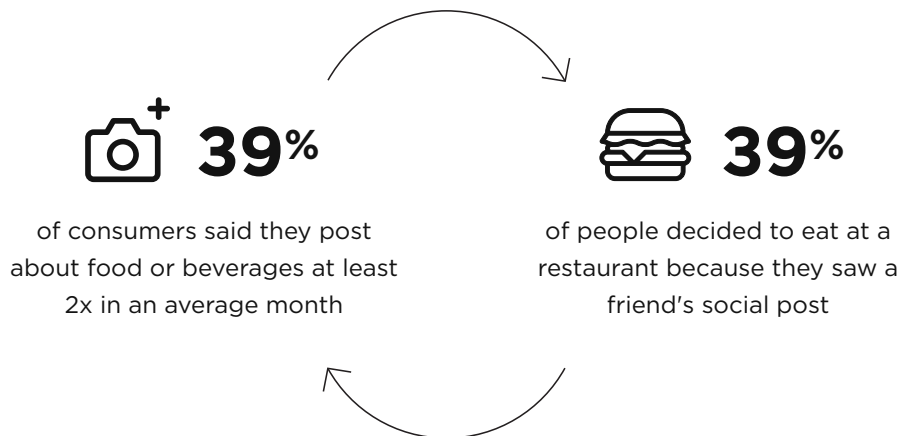 39%
of consumers said they post
about food or beverages at least
2x in an average month
39%
of people decided to eat at a
restaurant because they saw a
friend's social post